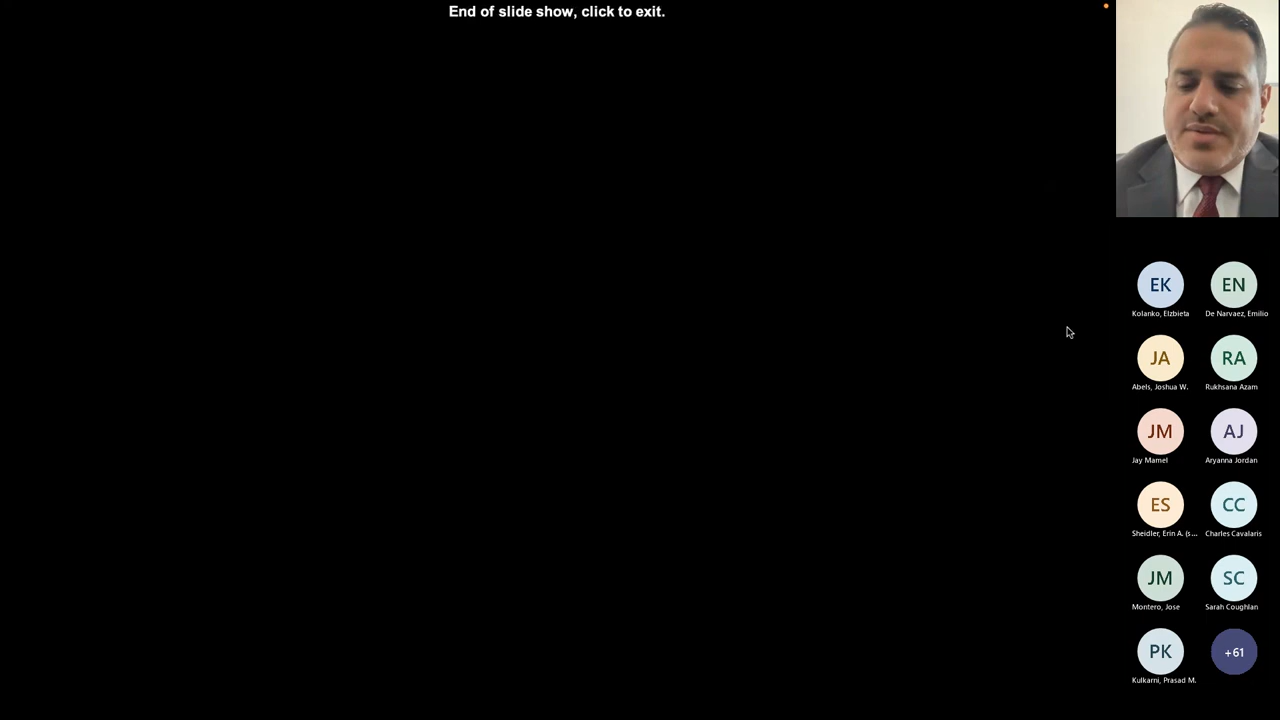 End of slide show, click to exit.
EK
EN
Kolanko, Elzbieta
De Narvaez, Emilio
JA
RA
Abels, Joshua W.
Rukhsana Azam
JM
AJ
Jay Mamel
Aryanna Jordan
ES
CC
Sheidler, Erin A. (s...
Charles Cavalaris
JM
SC
Montero, Jose
Sarah Coughlan
PK
+61
Kulkarni, Prasad M.